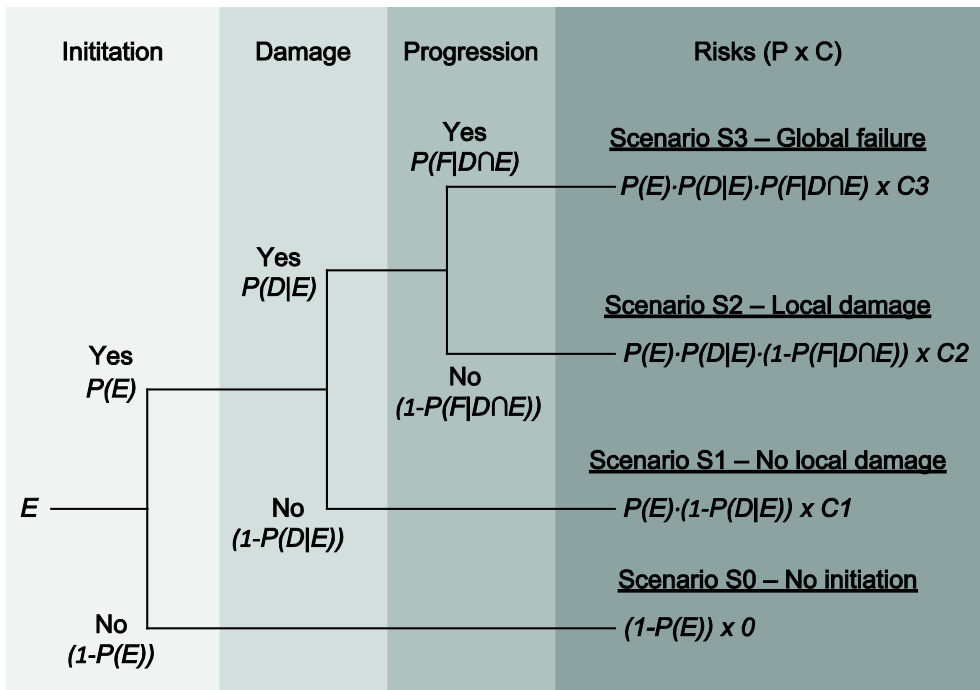 Inititation
Damage
Progression
Risks (P x C)
Yes
P(F|D∩E)
Scenario S3 – Global failure
P(E)·P(D|E)·P(F|D∩E) x C3
Yes
P(D|E)
Scenario S2 – Local damage
P(E)·P(D|E)·(1-P(F|D∩E)) x C2
Yes
P(E)
No
(1-P(F|D∩E))
Scenario S1 – No local damage
E
No
(1-P(D|E))
P(E)·(1-P(D|E)) x C1
Scenario S0 – No initiation
No
(1-P(E))
(1-P(E)) x 0